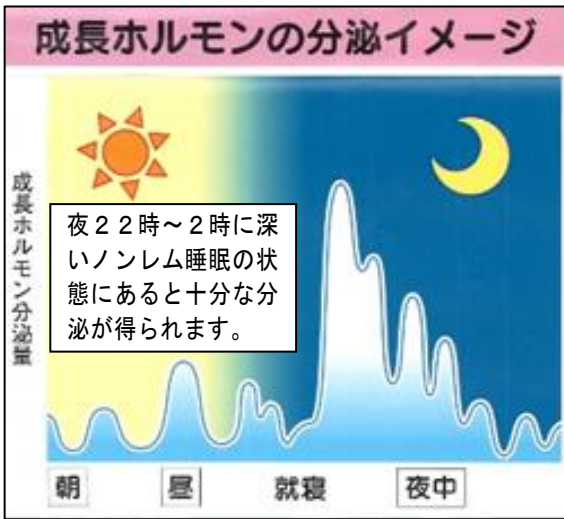 成長ホルモンの分泌イメージ
成長ホルモン分泌量
夜２２時～２時に深
いノンレム睡眠の状
態にあると十分な分
泌が得られます。
朝 昼 就寝 夜中